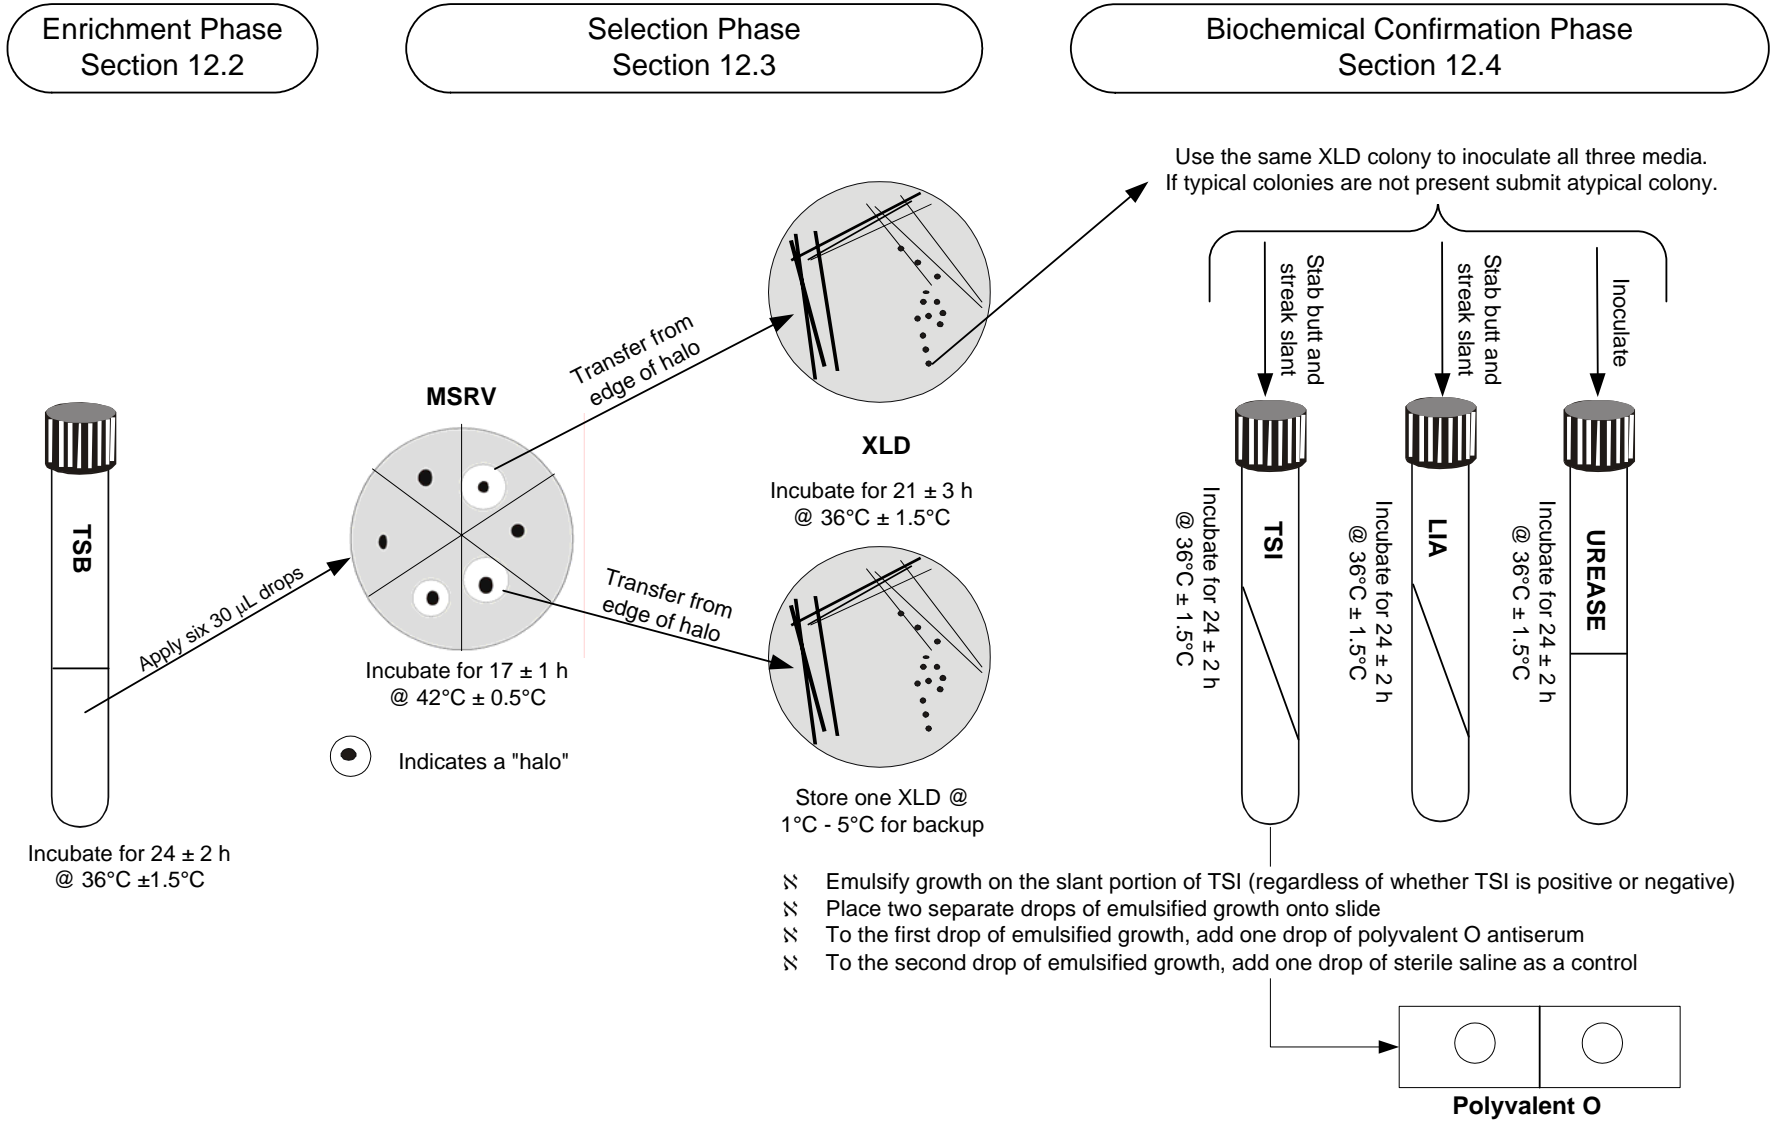 Enrichment Phase
Section 12.2
Selection Phase
Section 12.3
Biochemical Confirmation Phase
Section 12.4
TSB
Incubate for 24 ± 2 h
@ 36°C ±1.5°C
Apply six 30 μL drops
MSRV
Incubate for 17 ± 1 h
@ 42°C ± 0.5°C
Indicates a "halo"
Transfer from
edge of halo
Transfer from
edge of halo
XLD
Incubate for 21 ± 3 h
@ 36°C ± 1.5°C
Store one XLD @
1°C - 5°C for backup
Use the same XLD colony to inoculate all three media.
If typical colonies are not present submit atypical colony.
Stab butt and
streak slant
Stab butt and
streak slant
Inoculate
TSI
Incubate for 24 ± 2 h
@ 36°C ± 1.5°C
LIA
Incubate for 24 ± 2 h
@ 36°C ± 1.5°C
UREASE
Incubate for 24 ± 2 h
@ 36°C ± 1.5°C
ℵ Emulsify growth on the slant portion of TSI (regardless of whether TSI is positive or negative)
ℵ Place two separate drops of emulsified growth onto slide
ℵ To the first drop of emulsified growth, add one drop of polyvalent O antiserum
ℵ To the second drop of emulsified growth, add one drop of sterile saline as a control
Polyvalent O